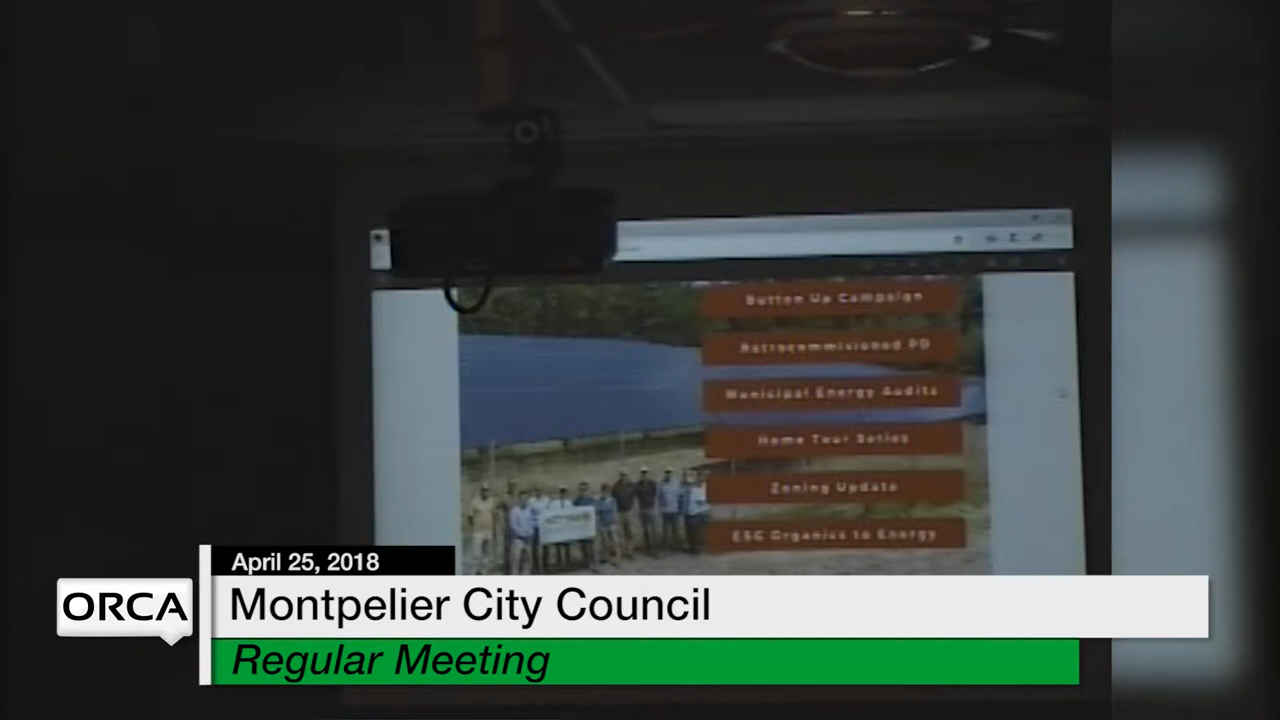 Button Up Campaign
Retrocommisioned PD
Municipal Energy Audits
Home Tour Series
Zoning Update
ESC Organics to Energy
April 25, 2018
ORCA
Montpelier City Council
Regular Meeting